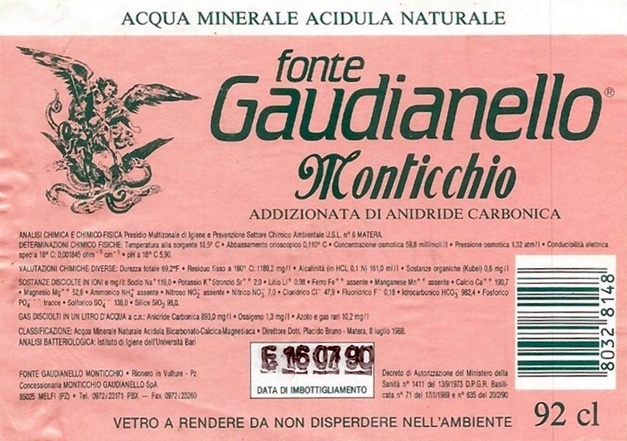 ACQUA MINERALE ACIDULA NATURALE
fonte
Gaudianello®
Monticchio
ADDIZIONATA DI ANIDRIDE CARBONICA
ANALISI CHIMICA E CHIMICO-FISICA Presidio Multizonale di Igiene e Prevenzione Settore Chimico Ambientale U.S.L. n° 6 MATERA.
DETERMINAZIONI CHIMICO FISICHE: Temperatura alla sorgente 18,5° C • Abbassamento crioscopico 0,110° C • Concentrazione osmotica 59,8 millimoli./l • Pressione osmotica 1,32 atm/l • Conducibilità elettrica
spec a 18° C: 0,001845 ohm⁻¹ cm⁻¹ • pH a 18° C 5,90.
VALUTAZIONI CHIMICHE DIVERSE: Durezza totale 69,2°F • Residuo fisso a 180° C: 1189,2 mg/l • Alcalinità (in HCL 0,1 N) 161,0 ml/l • Sostanze organiche (Kubel) 0,6 mg/l
SOSTANZE DISCIOLTE IN IONI mg/l: Sodio Na⁺ 119,0 • Potassio K⁺ Stronzio Sr⁺⁺ 2,0 • Litio Li⁺ 0,08 • Ferro Fe⁺⁺ assente • Manganese Mn⁺⁺ assente • Calcio Ca⁺⁺ 190,7
• Magnesio Mg⁺⁺ 52,6 • Ammonico NH₄⁺ assente • Nitroso NO₂⁻ assente • Nitrico NO₃⁻ 7,0 • Cloridrico Cl⁻ 47,9 • Fluoridrico F⁻ 0,18 • Idrocarbonico HCO₃⁻ 982,4 • Fosforico
PO₄⁻⁻⁻ tracce • Solforico SO₄⁻⁻ 138,0 • Silice SiO₂ 98,0.
GAS DISCIOLTI IN UN LITRO D'ACQUA a c.n.: Anidride Carbonica 893,0 mg/l • Ossigeno 1,3 mg/l • Azoto e gas rari 10,2 mg/l
CLASSIFICAZIONE: Acqua Minerale Naturale Acidula Bicarbonato-Calcica-Magnesiaca • Direttore Dott. Placido Bruno - Matera, 8 luglio 1988.
ANALISI BATTERIOLOGICA: Istituto di Igiene dell'Università Bari
E 16 07 90
DATA DI IMBOTTIGLIAMENTO
FONTE GAUDIANELLO MONTICCHIO • Rionero in Vulture - Pz
Concessionaria MONTICCHIO GAUDIANELLO SpA
85025 MELFI (PZ) • Tel. 0972/23171 PBX — Fax 0972/23260
Decreto di Autorizzazione del Ministero della
Sanità n° 1411 del 13/9/1973 D.P.G.R. Basili-
cata n° 71 del 17/1/1989 e n° 635 del 20/2/90
VETRO A RENDERE DA NON DISPERDERE NELL'AMBIENTE
92 cl
8032 8148